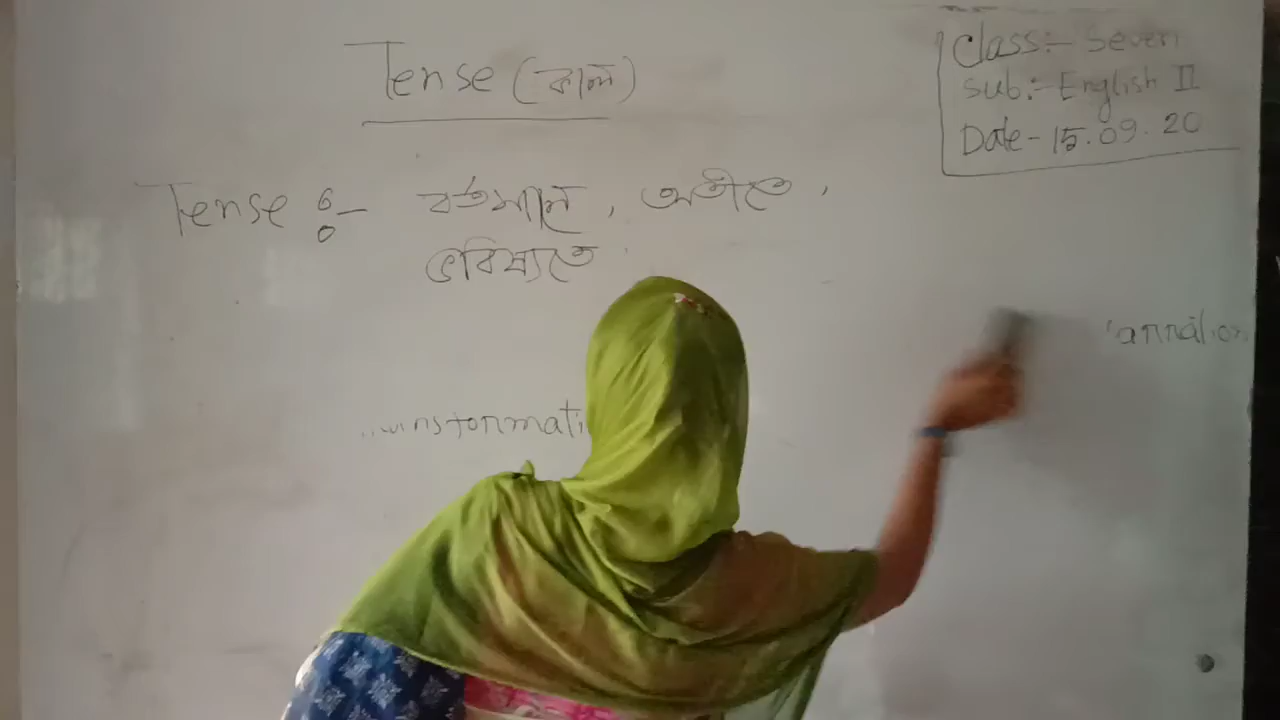 Tense (কাল)
Class:- Seven
Sub:- English II
Date- 15.09.20
Tense ঃ- বর্তমানে, অতীতে,
ভবিষ্যতে